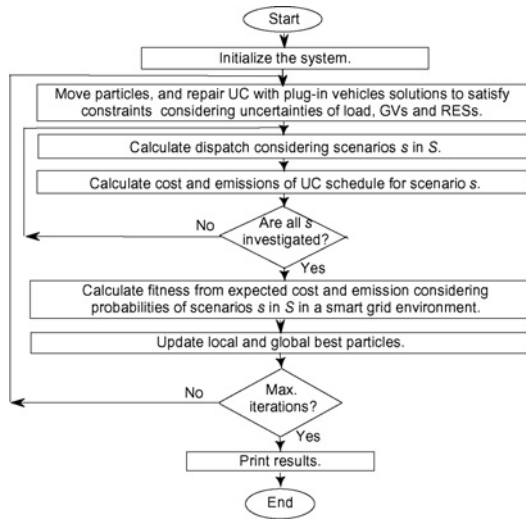 Start
Initialize the system.
Move particles, and repair UC with plug-in vehicles solutions to satisfy
constraints considering uncertainties of load, GVs and RESs.
Calculate dispatch considering scenarios s in S.
Calculate cost and emissions of UC schedule for scenario s.
No
Are all s
investigated?
Yes
Calculate fitness from expected cost and emission considering
probabilities of scenarios s in S in a smart grid environment.
Update local and global best particles.
No
Max.
iterations?
Yes
Print results.
End